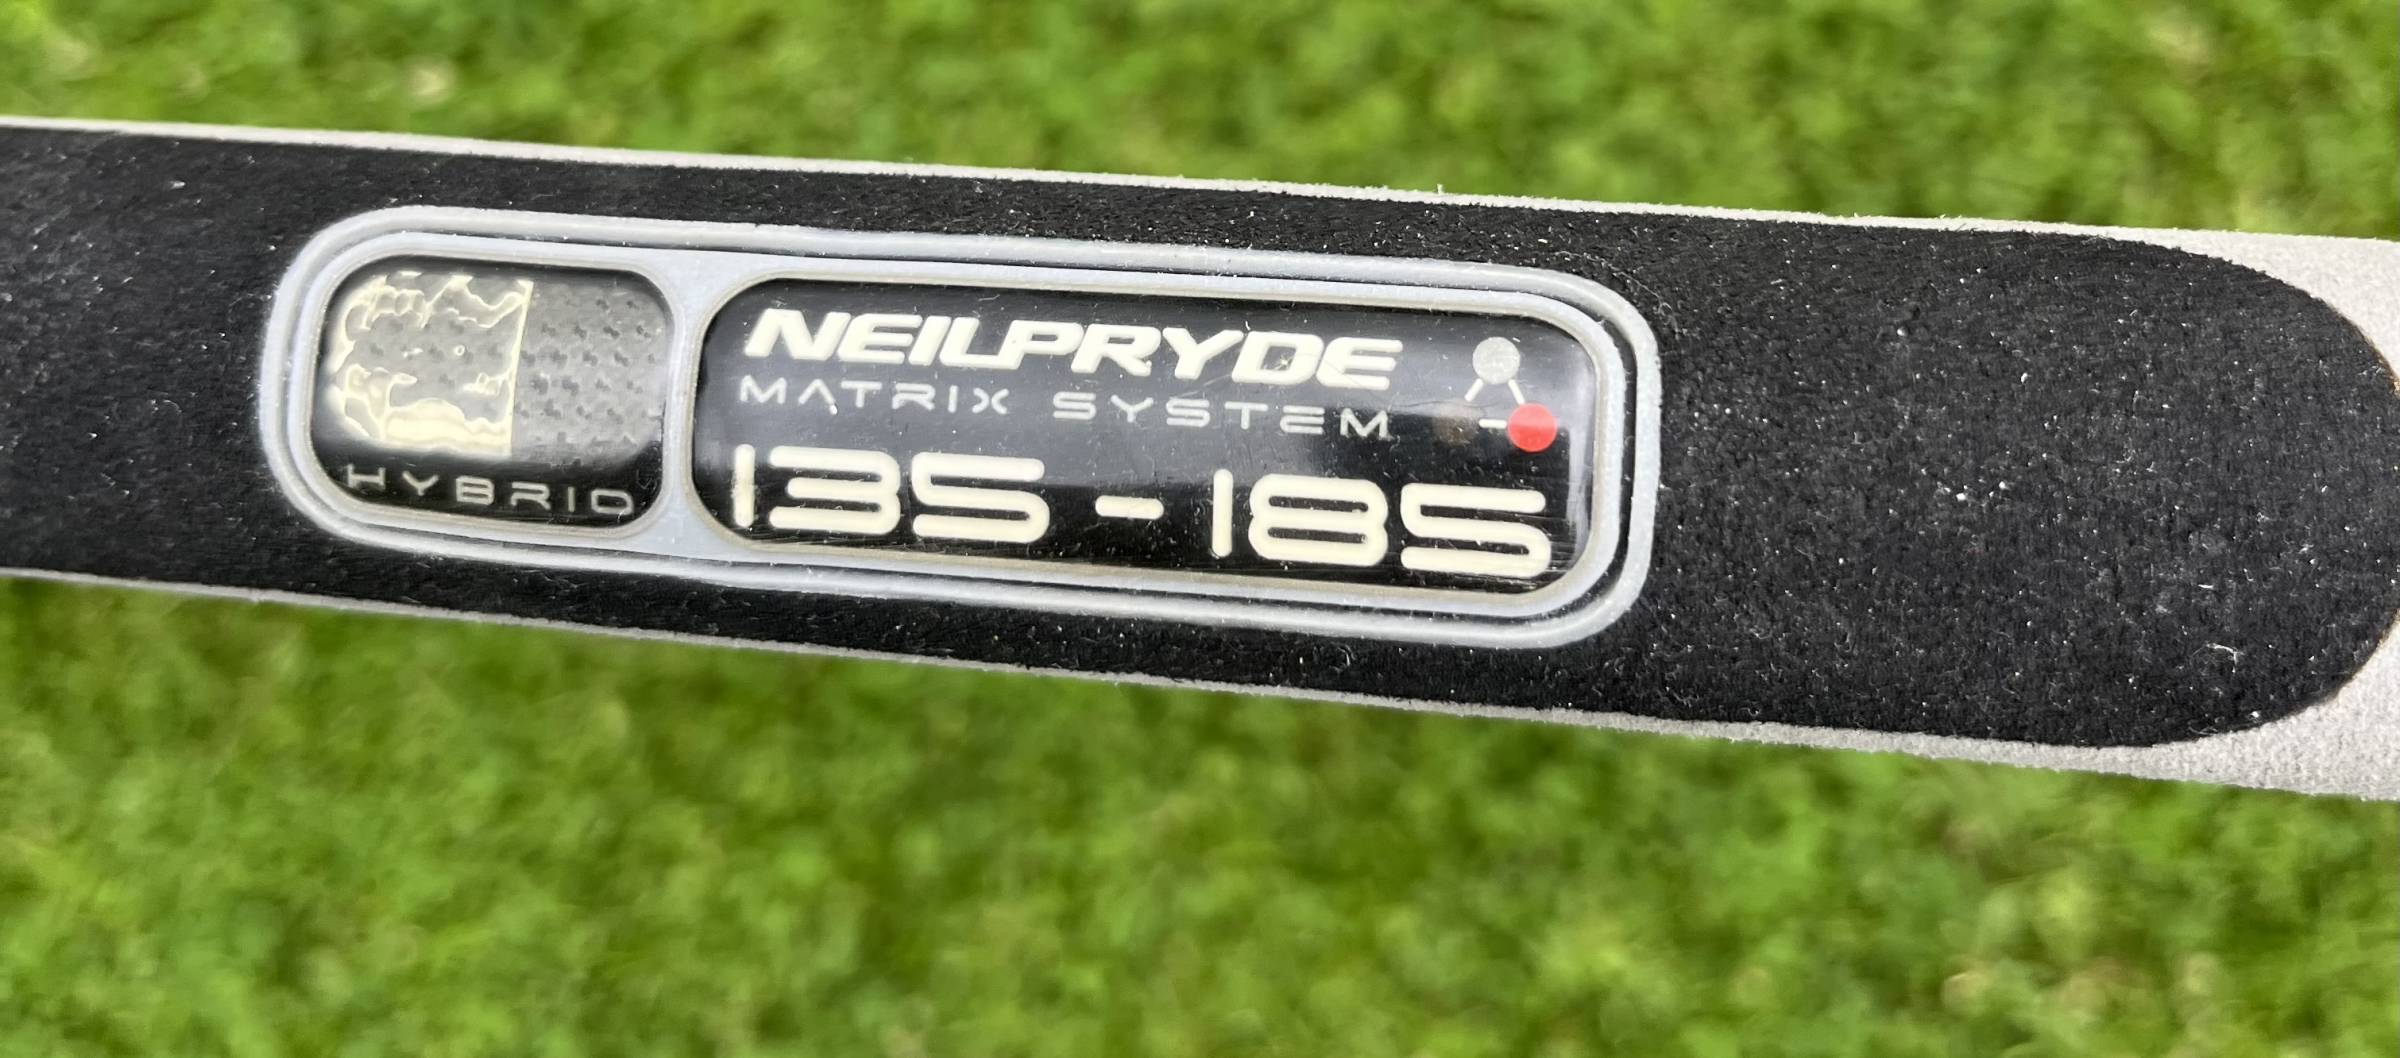 HYBRID
NEILPRYDE
MATRIX SYSTEM
135 - 185